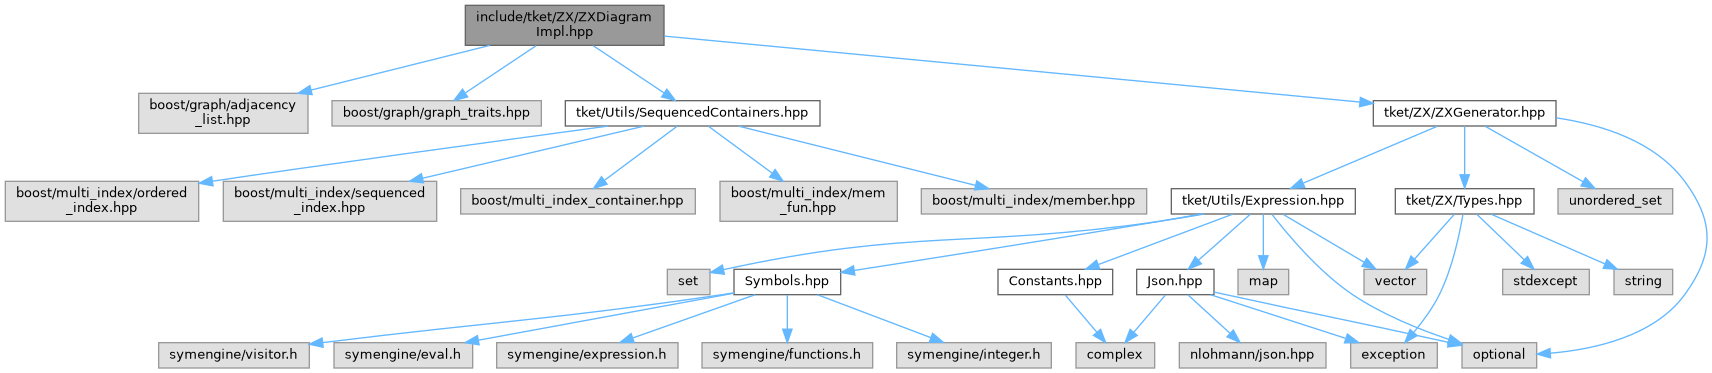 include/tket/ZX/ZXDiagram
Impl.hpp
boost/graph/adjacency
_list.hpp
boost/graph/graph_traits.hpp
tket/Utils/SequencedContainers.hpp
tket/ZX/ZXGenerator.hpp
boost/multi_index/ordered
_index.hpp
boost/multi_index/sequenced
_index.hpp
boost/multi_index_container.hpp
boost/multi_index/mem
_fun.hpp
boost/multi_index/member.hpp
tket/Utils/Expression.hpp
tket/ZX/Types.hpp
unordered_set
set
Symbols.hpp
Constants.hpp
Json.hpp
map
vector
stdexcept
string
symengine/visitor.h
symengine/eval.h
symengine/expression.h
symengine/functions.h
symengine/integer.h
complex
nlohmann/json.hpp
exception
optional